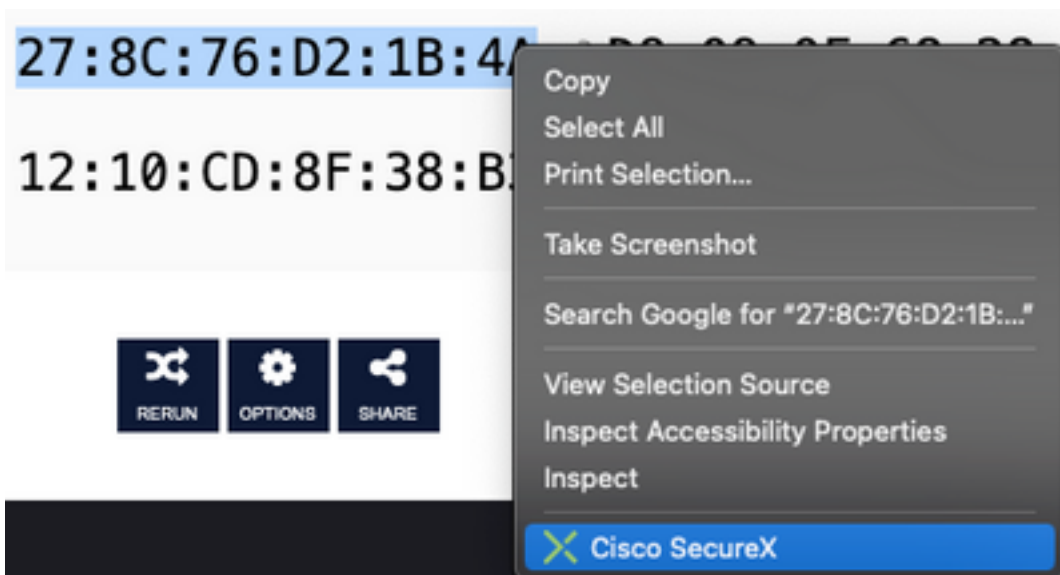 27:8C:76:D2:1B:4A
12:10:CD:8F:38:B
Copy
Select All
Print Selection...
Take Screenshot
Search Google for "27:8C:76:D2:1B:..."
View Selection Source
Inspect Accessibility Properties
Inspect
Cisco SecureX
RERUN
OPTIONS
SHARE